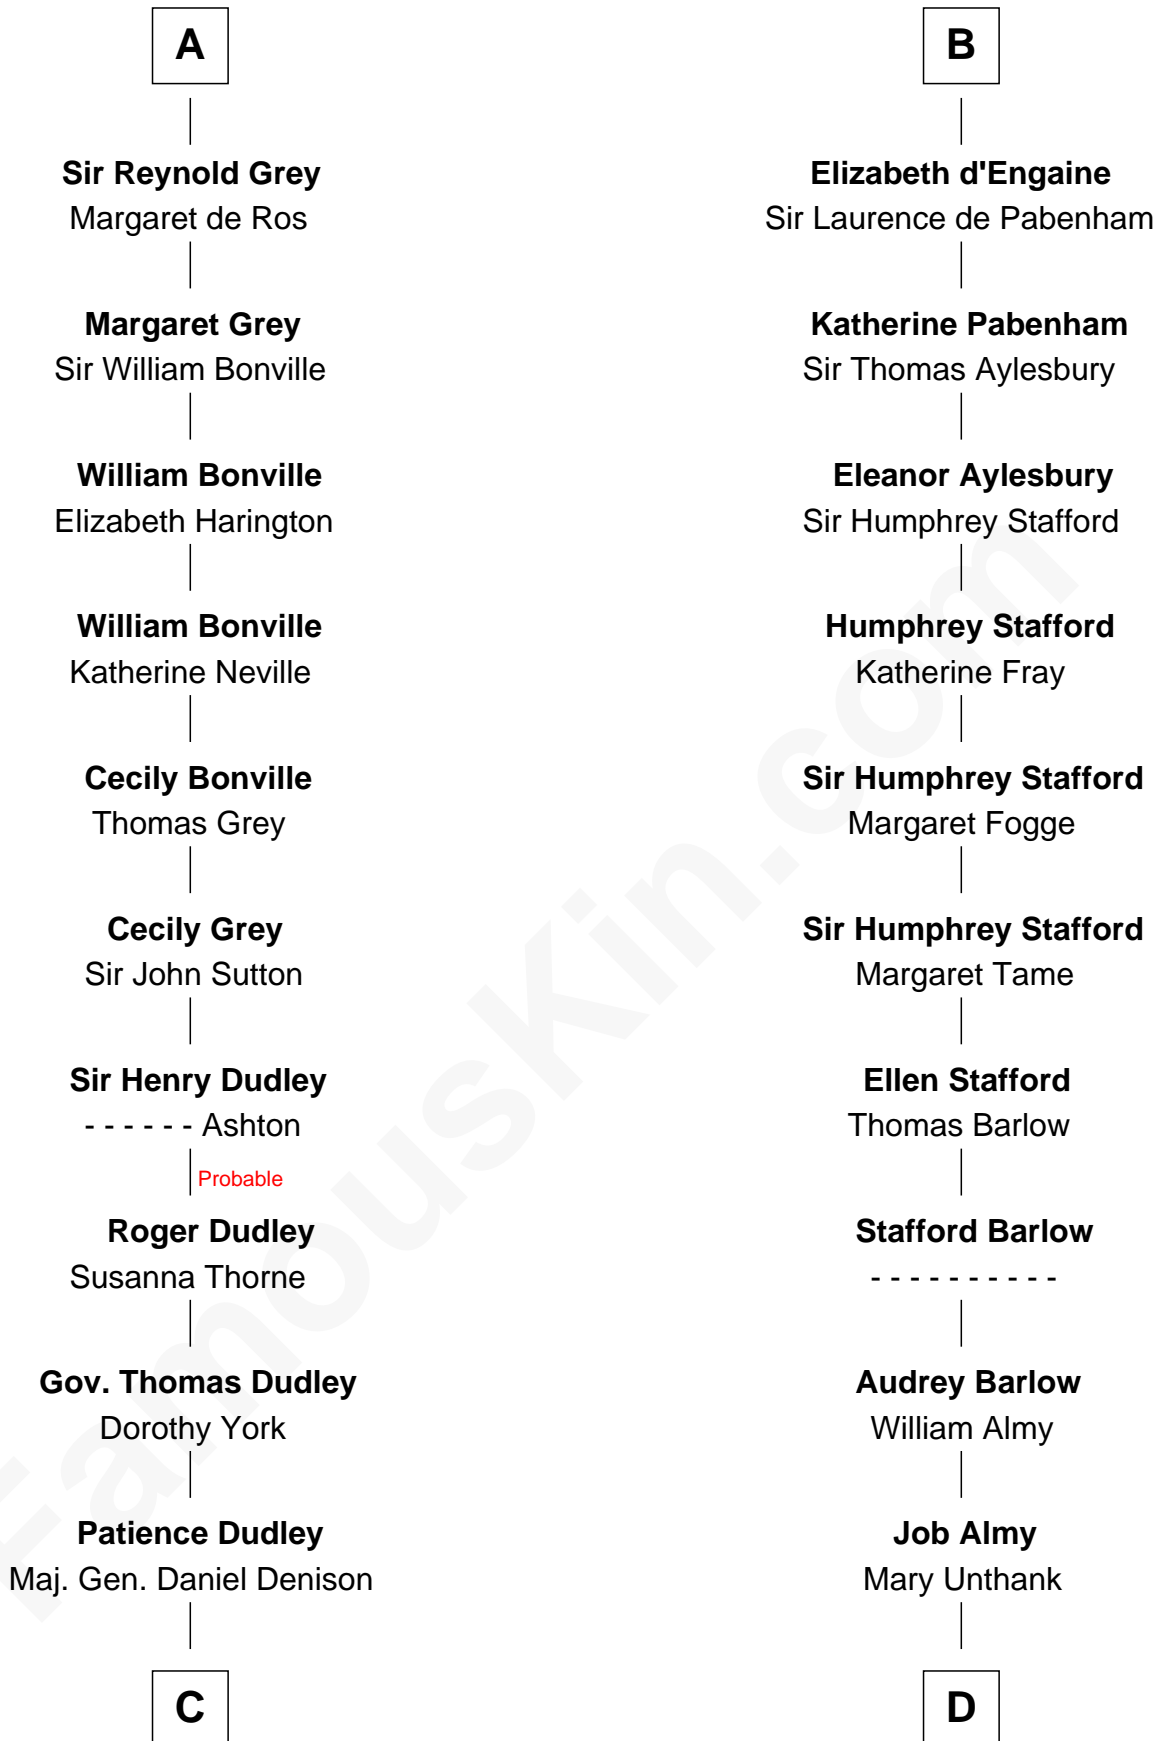 A
Sir Reynold Grey
Margaret de Ros
Margaret Grey
Sir William Bonville
William Bonville
Elizabeth Harington
William Bonville
Katherine Neville
Cecily Bonville
Thomas Grey
Cecily Grey
Sir John Sutton
Sir Henry Dudley
- - - - - - Ashton
Probable
Roger Dudley
Susanna Thorne
Gov. Thomas Dudley
Dorothy York
Patience Dudley
Maj. Gen. Daniel Denison
C
B
Elizabeth d'Engaine
Sir Laurence de Pabenham
Katherine Pabenham
Sir Thomas Aylesbury
Eleanor Aylesbury
Sir Humphrey Stafford
Humphrey Stafford
Katherine Fray
Sir Humphrey Stafford
Margaret Fogge
Sir Humphrey Stafford
Margaret Tame
Ellen Stafford
Thomas Barlow
Stafford Barlow
- - - - - - - - - -
Audrey Barlow
William Almy
Job Almy
Mary Unthank
D
FamousKin.com